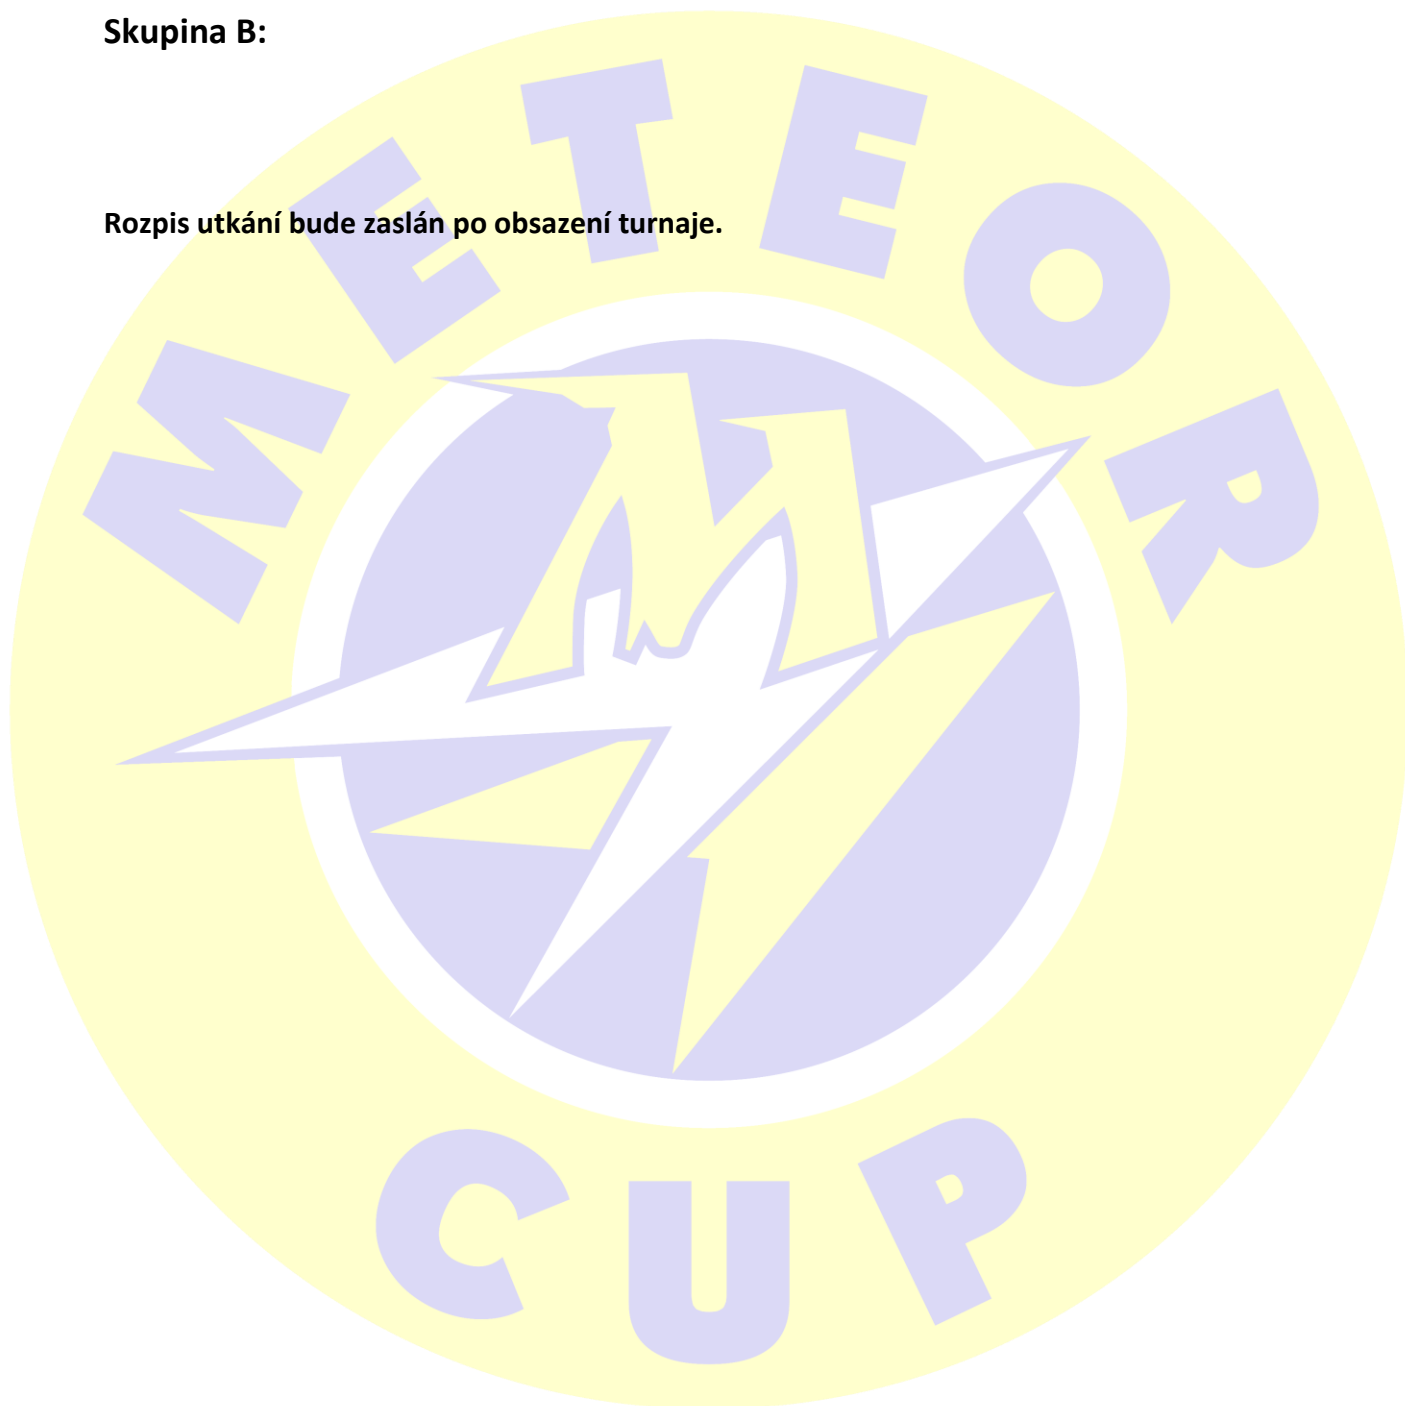 Skupina B:
Rozpis utkání bude zaslán po obsazení turnaje.
METEOR
M
CUP